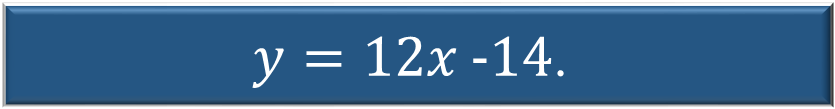 y = 12x -14.